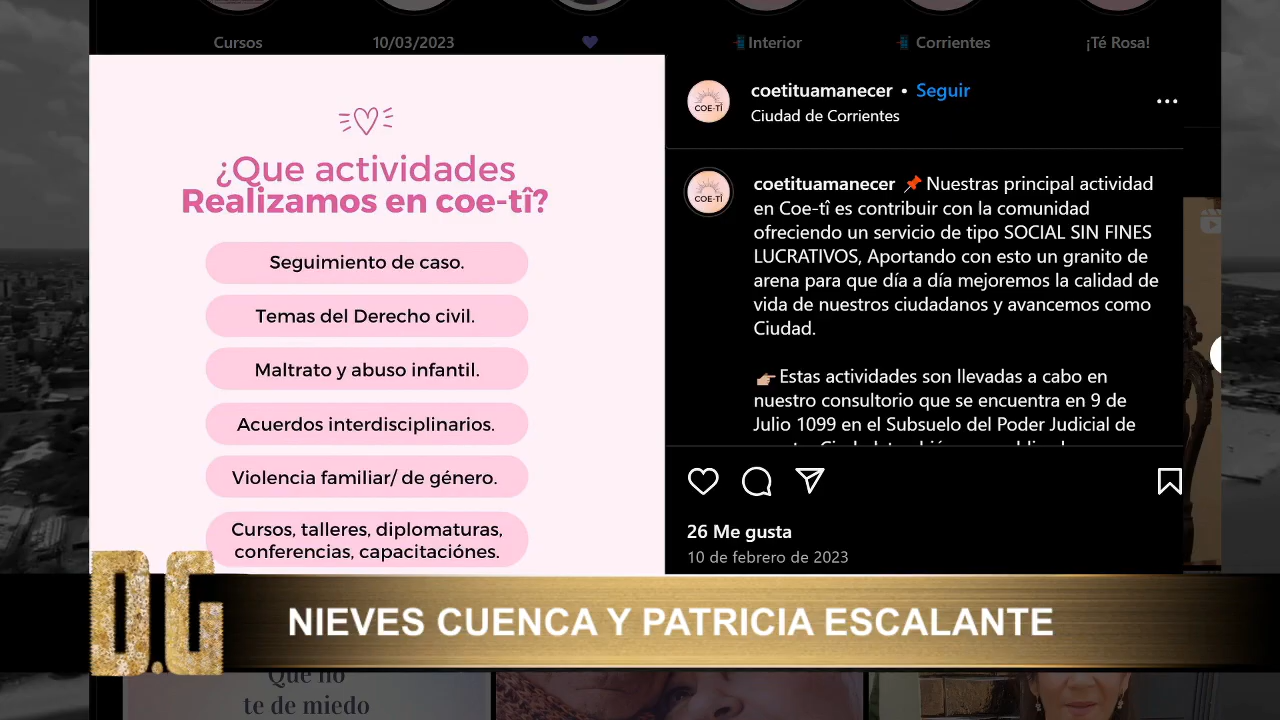 Cursos
10/03/2023
Interior
Corrientes
¡Té Rosa!
¿Que actividades
Realizamos en coe-tî?
Seguimiento de caso.
Temas del Derecho civil.
Maltrato y abuso infantil.
Acuerdos interdisciplinarios.
Violencia familiar/ de género.
Cursos, talleres, diplomaturas,
conferencias, capacitaciónes.
COE-TÎ
coetituamanecer • Seguir
Ciudad de Corrientes
COE-TÎ
coetituamanecer 📌 Nuestras principal actividad
en Coe-tî es contribuir con la comunidad
ofreciendo un servicio de tipo SOCIAL SIN FINES
LUCRATIVOS, Aportando con esto un granito de
arena para que día a día mejoremos la calidad de
vida de nuestros ciudadanos y avancemos como
Ciudad.
👉🏼 Estas actividades son llevadas a cabo en
nuestro consultorio que se encuentra en 9 de
Julio 1099 en el Subsuelo del Poder Judicial de
26 Me gusta
10 de febrero de 2023
D.G
NIEVES CUENCA Y PATRICIA ESCALANTE
Que no
te de miedo